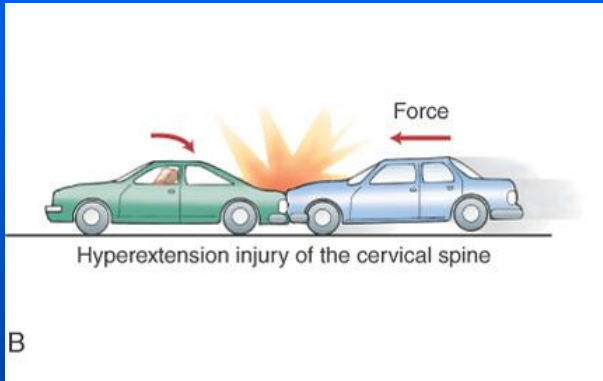 Force
Hyperextension injury of the cervical spine
B